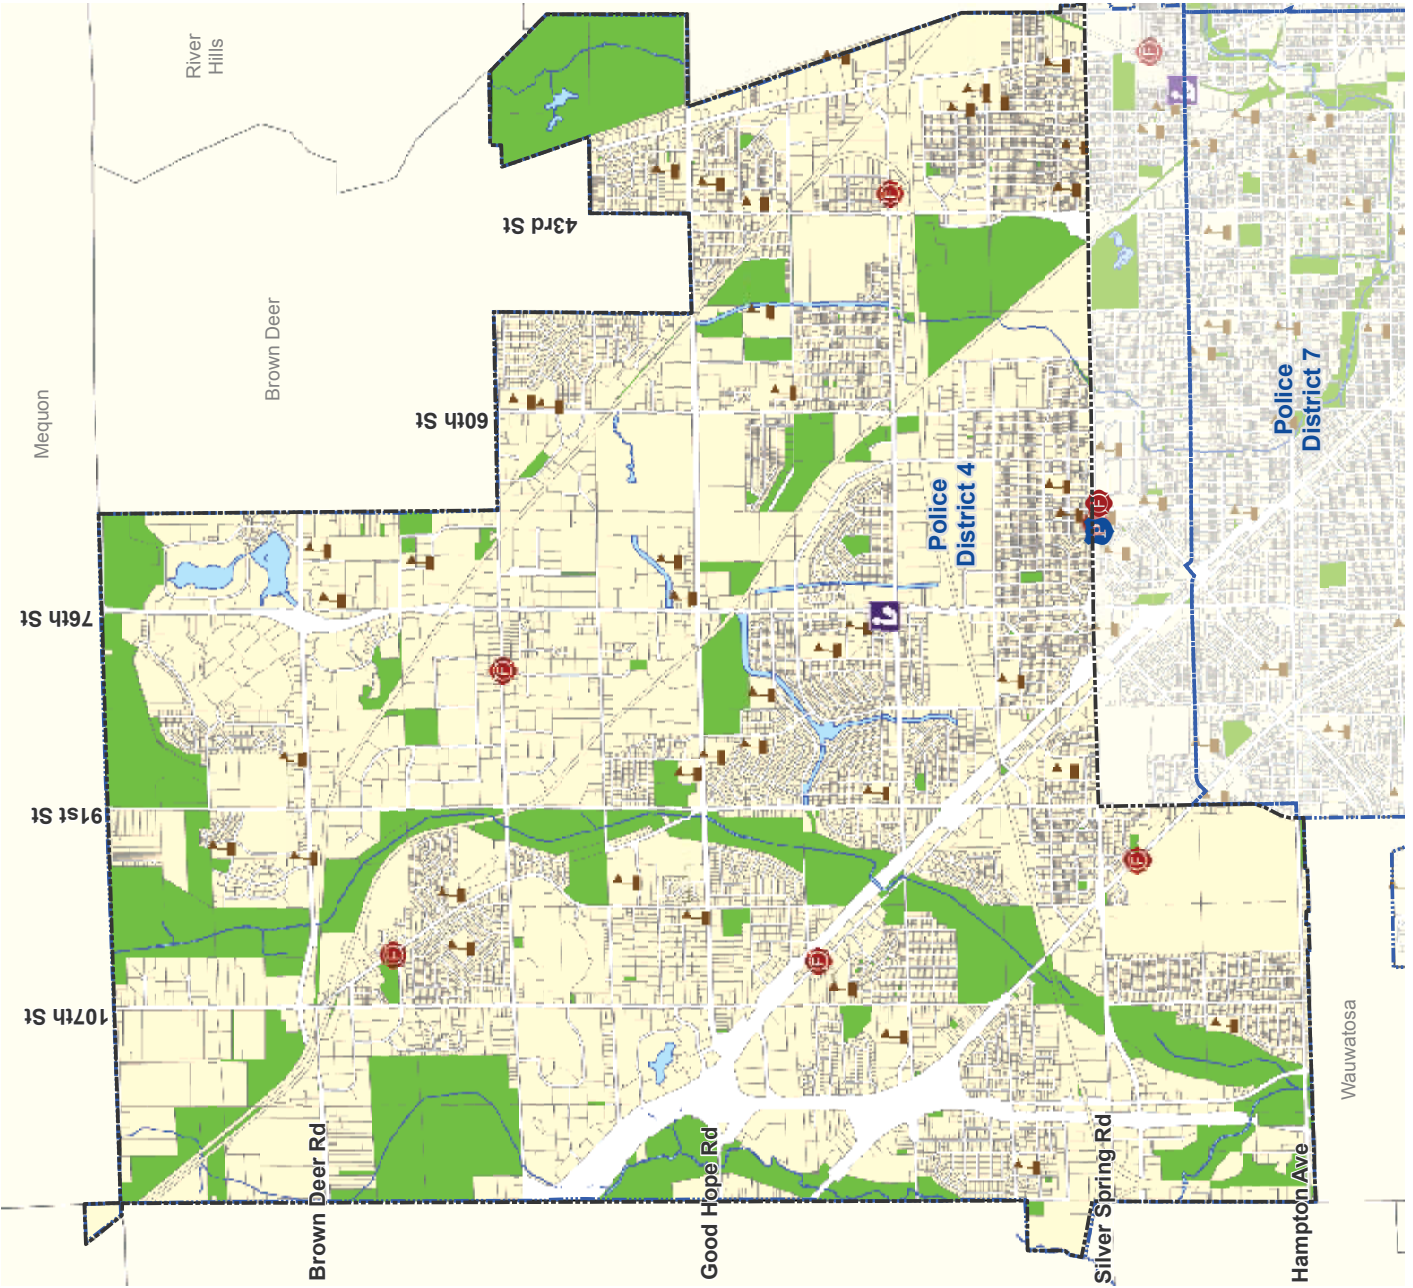 River
Hills
Mequon
Brown Deer
43rd St
60th St
76th St
91st St
107th St
Police
District 7
Police
District 4
F
F
F
F
F
F
F
P
Wauwatosa
Brown Deer Rd
Good Hope Rd
Silver Spring Rd
Hampton Ave